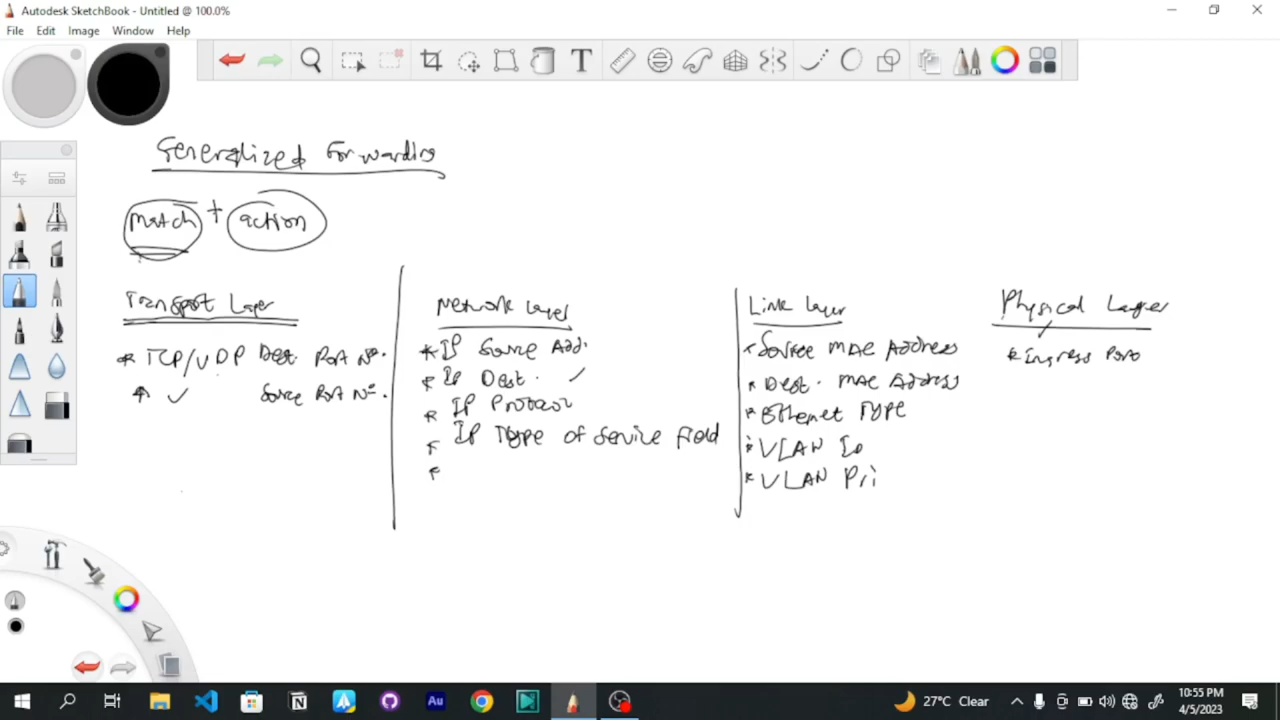 Autodesk SketchBook - Untitled @ 100.0%
File Edit Image Window Help
Generalized Forwarding
match + action
Transport Layer
* TCP/UDP Dest. Port Nº.
* ✓ Source Port Nº.
Network Layer
* IP Source Add.
* IP Dest. ✓
* IP Protocol
* IP Type of Service Field
*
Link Layer
* Source MAC Address
* Dest. MAC Address
* Ethernet Type
* VLAN Id
* VLAN Pri
Physical Layer
* Ingress Port
27°C Clear
10:55 PM
4/5/2023